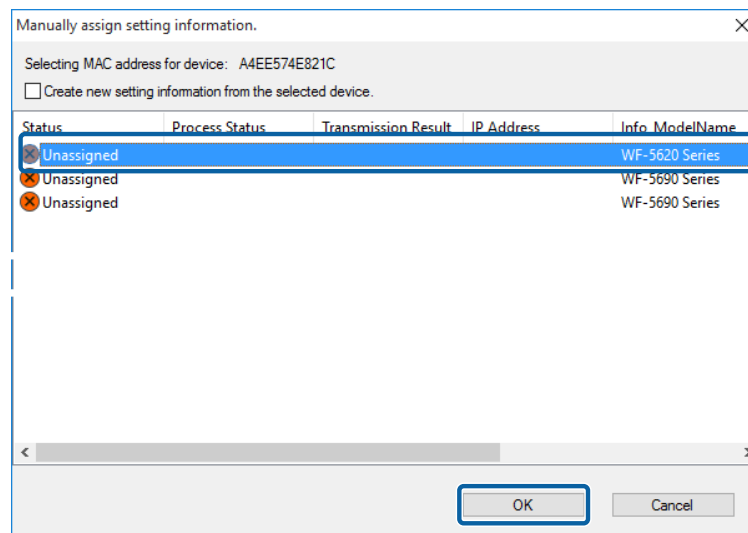 Manually assign setting information.
Selecting MAC address for device: A4EE574E821C
Create new setting information from the selected device.
Status Process Status Transmission Result IP Address Info_ModelName
Unassigned WF-5620 Series
Unassigned WF-5690 Series
Unassigned WF-5690 Series
OK Cancel